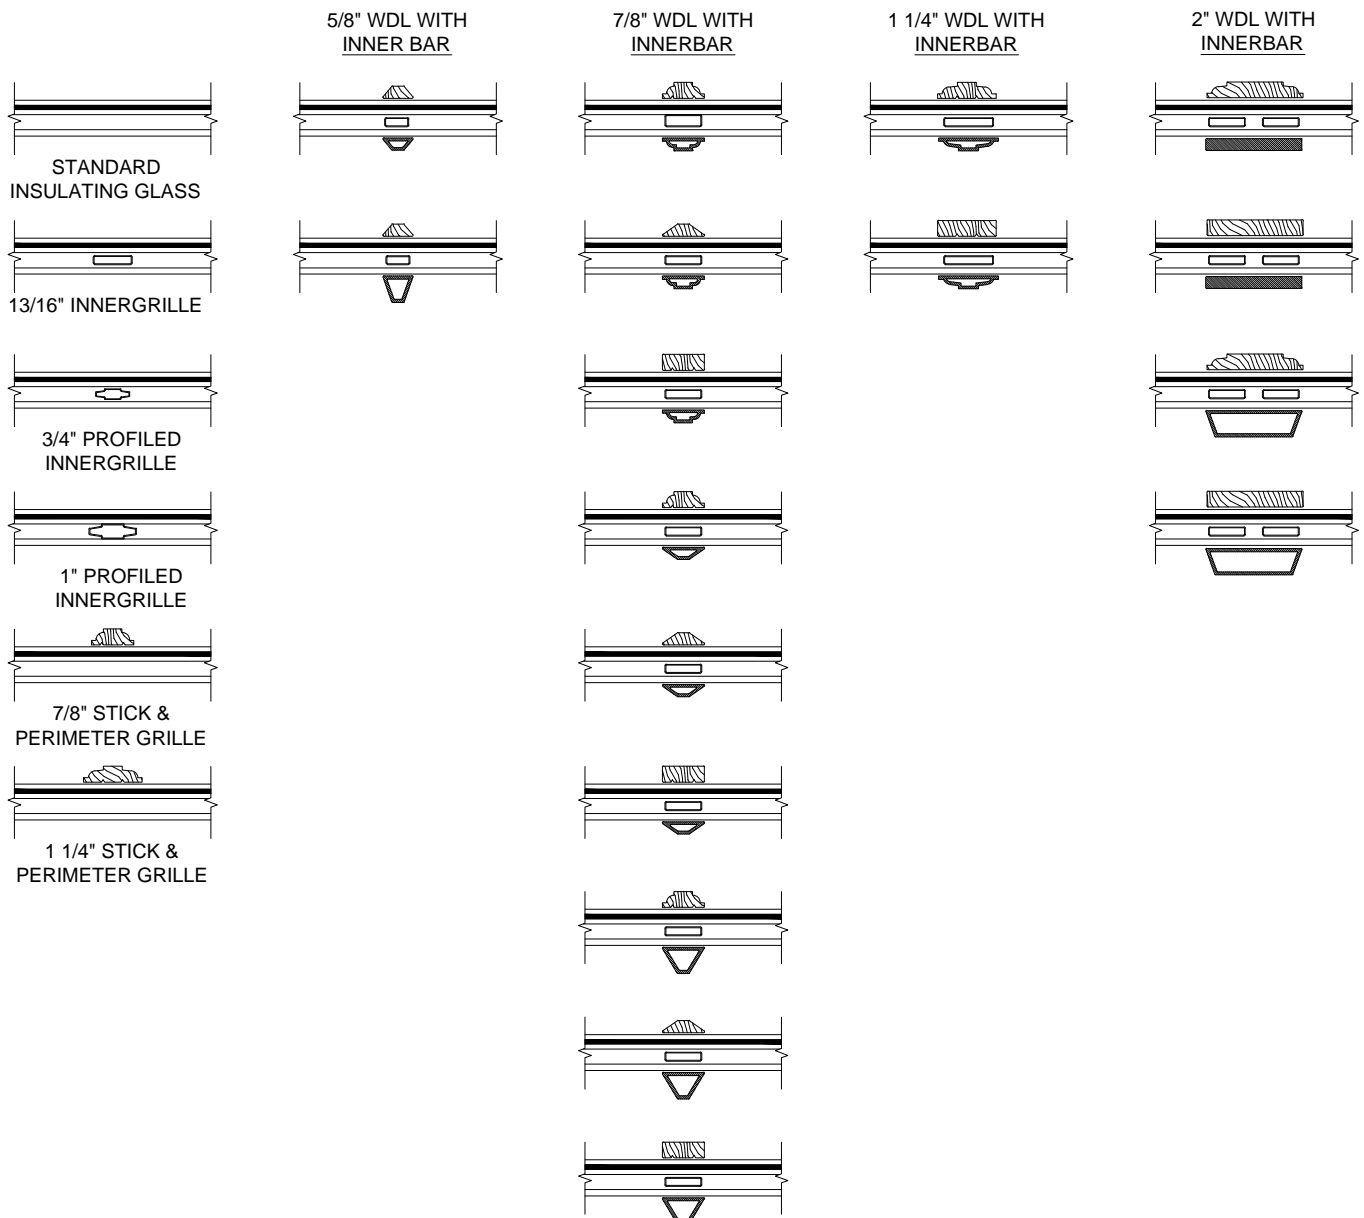 5/8" WDL WITH
INNER BAR
7/8" WDL WITH
INNERBAR
1 1/4" WDL WITH
INNERBAR
2" WDL WITH
INNERBAR
STANDARD
INSULATING GLASS
13/16" INNERGRILLE
3/4" PROFILED
INNERGRILLE
1" PROFILED
INNERGRILLE
7/8" STICK &
PERIMETER GRILLE
1 1/4" STICK &
PERIMETER GRILLE